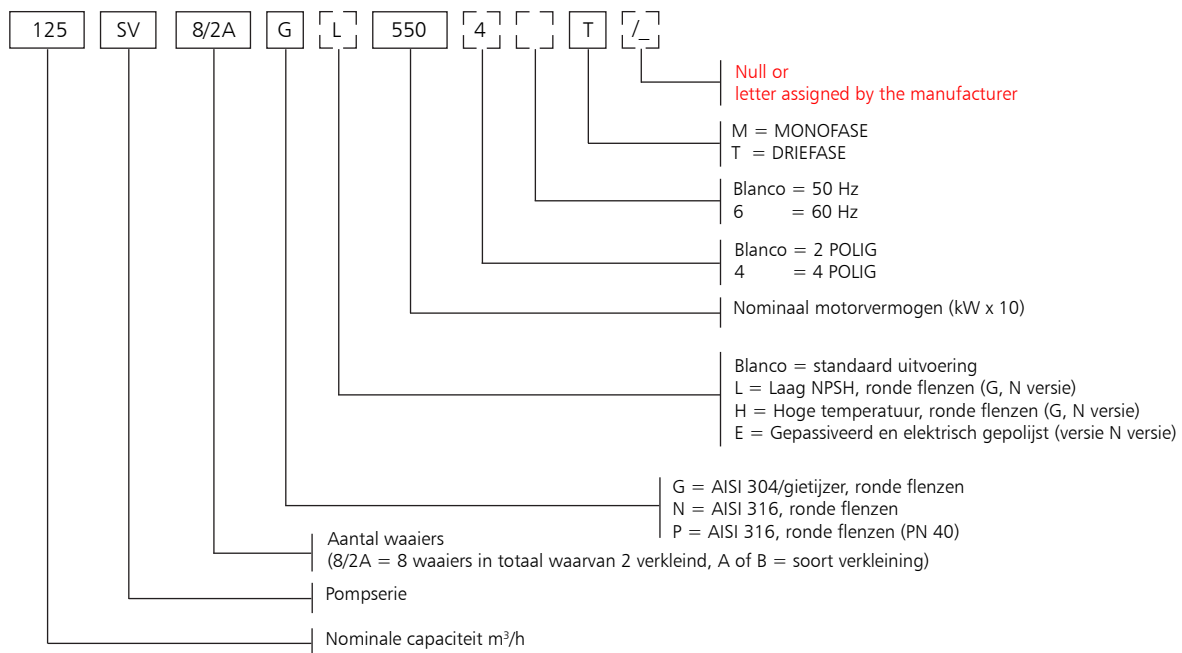 125 SV 8/2A G L 550 4 T /_
Null or
letter assigned by the manufacturer
M = MONOFASE
T = DRIEFASE
Blanco = 50 Hz
6 = 60 Hz
Blanco = 2 POLIG
4 = 4 POLIG
Nominaal motorvermogen (kW x 10)
Blanco = standaard uitvoering
L = Laag NPSH, ronde flenzen (G, N versie)
H = Hoge temperatuur, ronde flenzen (G, N versie)
E = Gepassiveerd en elektrisch gepolijst (versie N versie)
G = AISI 304/gietijzer, ronde flenzen
N = AISI 316, ronde flenzen
P = AISI 316, ronde flenzen (PN 40)
Aantal waaiers
(8/2A = 8 waaiers in totaal waarvan 2 verkleind, A of B = soort verkleining)
Pompserie
Nominale capaciteit m³/h